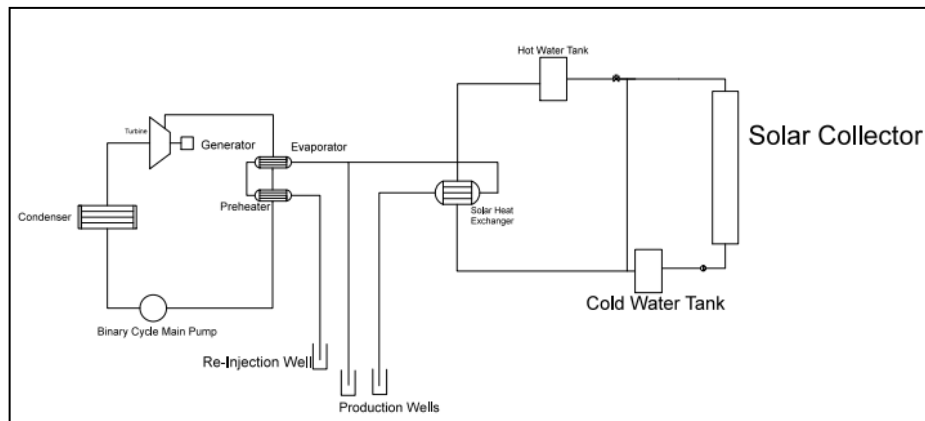 Hot Water Tank
Solar Collector
Turbine
Generator
Evaporator
Preheater
Solar Heat
Exchanger
Condenser
Cold Water Tank
Binary Cycle Main Pump
Re-Injection Well
Production Wells